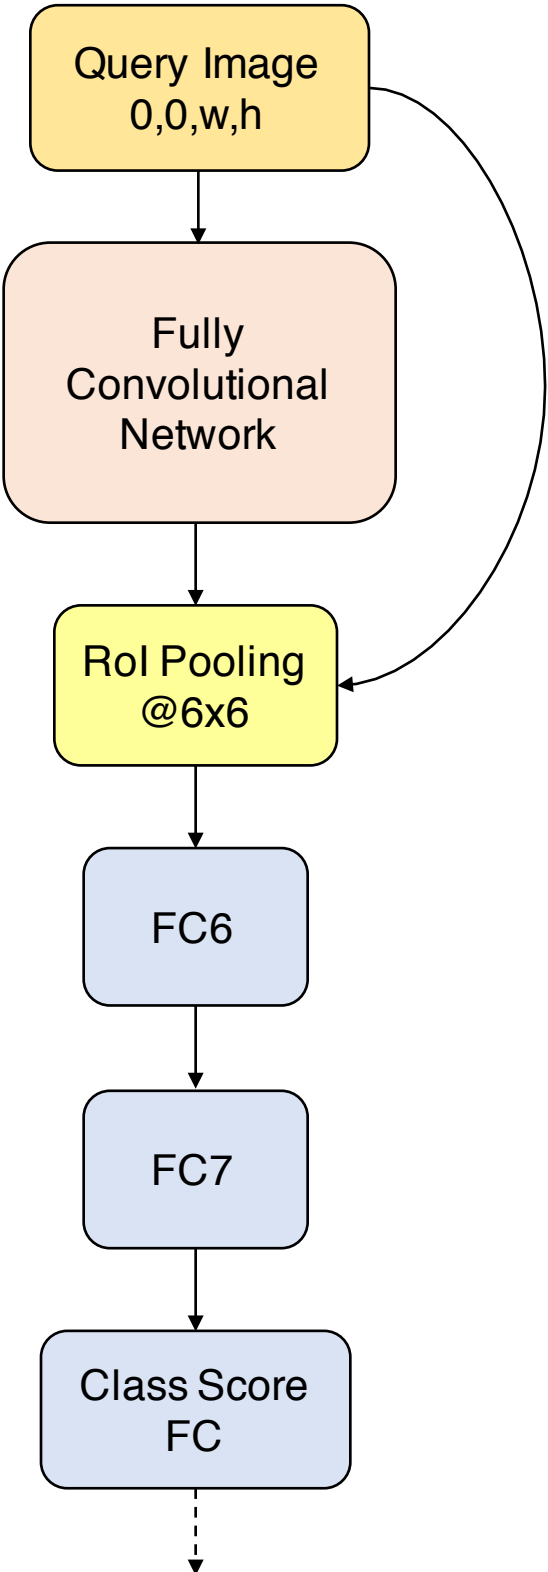 Query Image
0,0,w,h
Fully
Convolutional
Network
RoI Pooling
@6x6
FC6
FC7
Class Score
FC